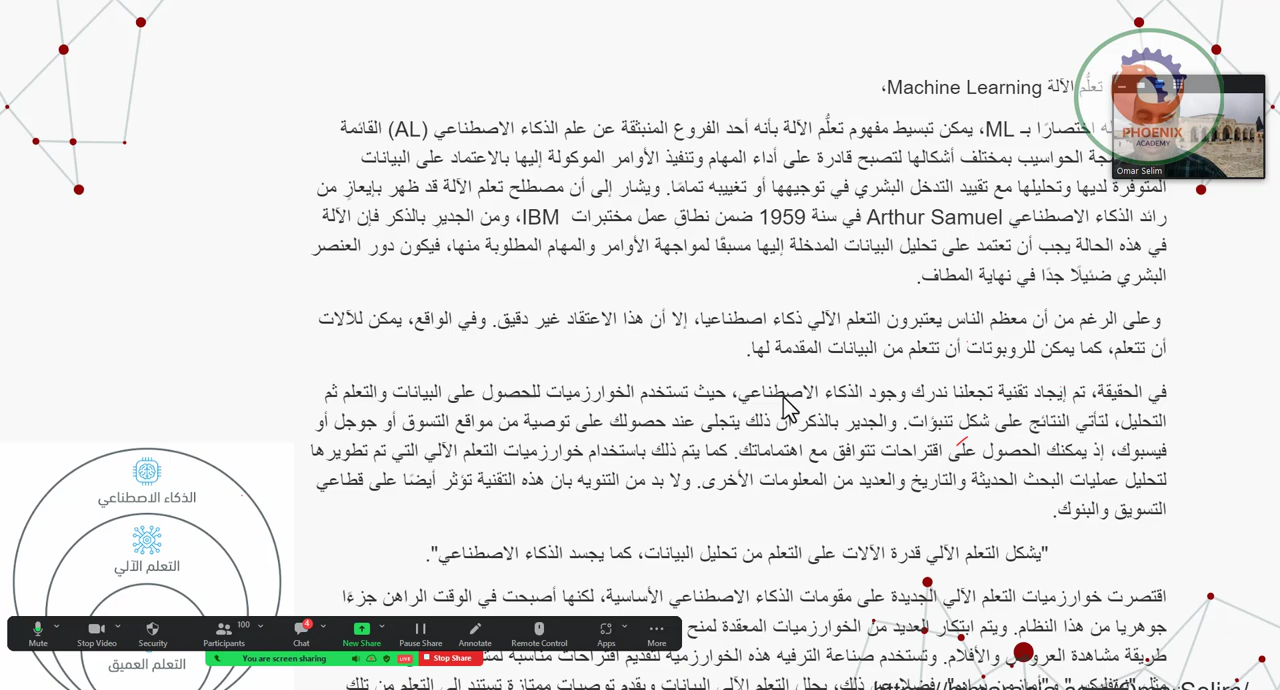 تعلُّم الآلة Machine Learning،
له اختصارًا بـ ML، يمكن تبسيط مفهوم تعلُّم الآلة بأنه أحد الفروع المنبثقة عن علم الذكاء الاصطناعي (AL) القائمة
الحواسيب بمختلف أشكالها لتصبح قادرة على أداء المهام وتنفيذ الأوامر الموكولة إليها بالاعتماد على البيانات
المتوفرة لديها وتحليلها مع تقييد التدخل البشري في توجيهها أو تغييبه تمامًا. ويشار إلى أن مصطلح تعلم الآلة قد ظهر بإيعازٍ من
رائد الذكاء الاصطناعي Arthur Samuel في سنة 1959 ضمن نطاقِ عمل مختبرات IBM، ومن الجديرِ بالذكر فإن الآلة
في هذه الحالة يجب أن تعتمد على تحليل البيانات المدخلة إليها مسبقًا لمواجهة الأوامر والمهام المطلوبة منها، فيكون دور العنصر
البشري ضئيلًا جدًا في نهاية المطاف.
وعلى الرغم من أن معظم الناس يعتبرون التعلم الآلي ذكاء اصطناعيا، إلا أن هذا الاعتقاد غير دقيق. وفي الواقع، يمكن للآلات
أن تتعلم، كما يمكن للروبوتات أن تتعلم من البيانات المقدمة لها.
في الحقيقة، تم إيجاد تقنية تجعلنا ندرك وجود الذكاء الاصطناعي، حيث تستخدم الخوارزميات للحصول على البيانات والتعلم ثم
التحليل، لتأتي النتائج على شكل تنبؤات. والجدير بالذكر أن ذلك يتجلى عند حصولك على توصية من مواقع التسوق أو جوجل أو
فيسبوك، إذ يمكنك الحصول على اقتراحات تتوافق مع اهتماماتك. كما يتم ذلك باستخدام خوارزميات التعلم الآلي التي تم تطويرها
لتحليل عمليات البحث الحديثة والتاريخ والعديد من المعلومات الأخرى. ولا بد من التنويه بان هذه التقنية تؤثر أيضًا على قطاعي
التسويق والبنوك.
"يشكل التعلم الآلي قدرة الآلات على التعلم من تحليل البيانات، كما يجسد الذكاء الاصطناعي".
اقتصرت خوارزميات التعلم الآلي الجديدة على مقومات الذكاء الاصطناعي الأساسية، لكنها أصبحت في الوقت الراهن جزءًا
جوهريا من هذا النظام. ويتم ابتكار العديد من الخوارزميات المعقدة لمنح
طريقة مشاهدة العروض والأفلام. وتستخدم صناعة الترفيه هذه الخوارزمية لتقديم اقتراحات مناسبة
PHOENIX
ACADEMY
Omar Selim
الذكاء الاصطناعي
التعلم الآلي
التعلم العميق
Mute
Stop Video
Security
Participants
100
Chat
4
New Share
Pause Share
Annotate
Remote Control
Apps
More
You are screen sharing
LIVE
Stop Share